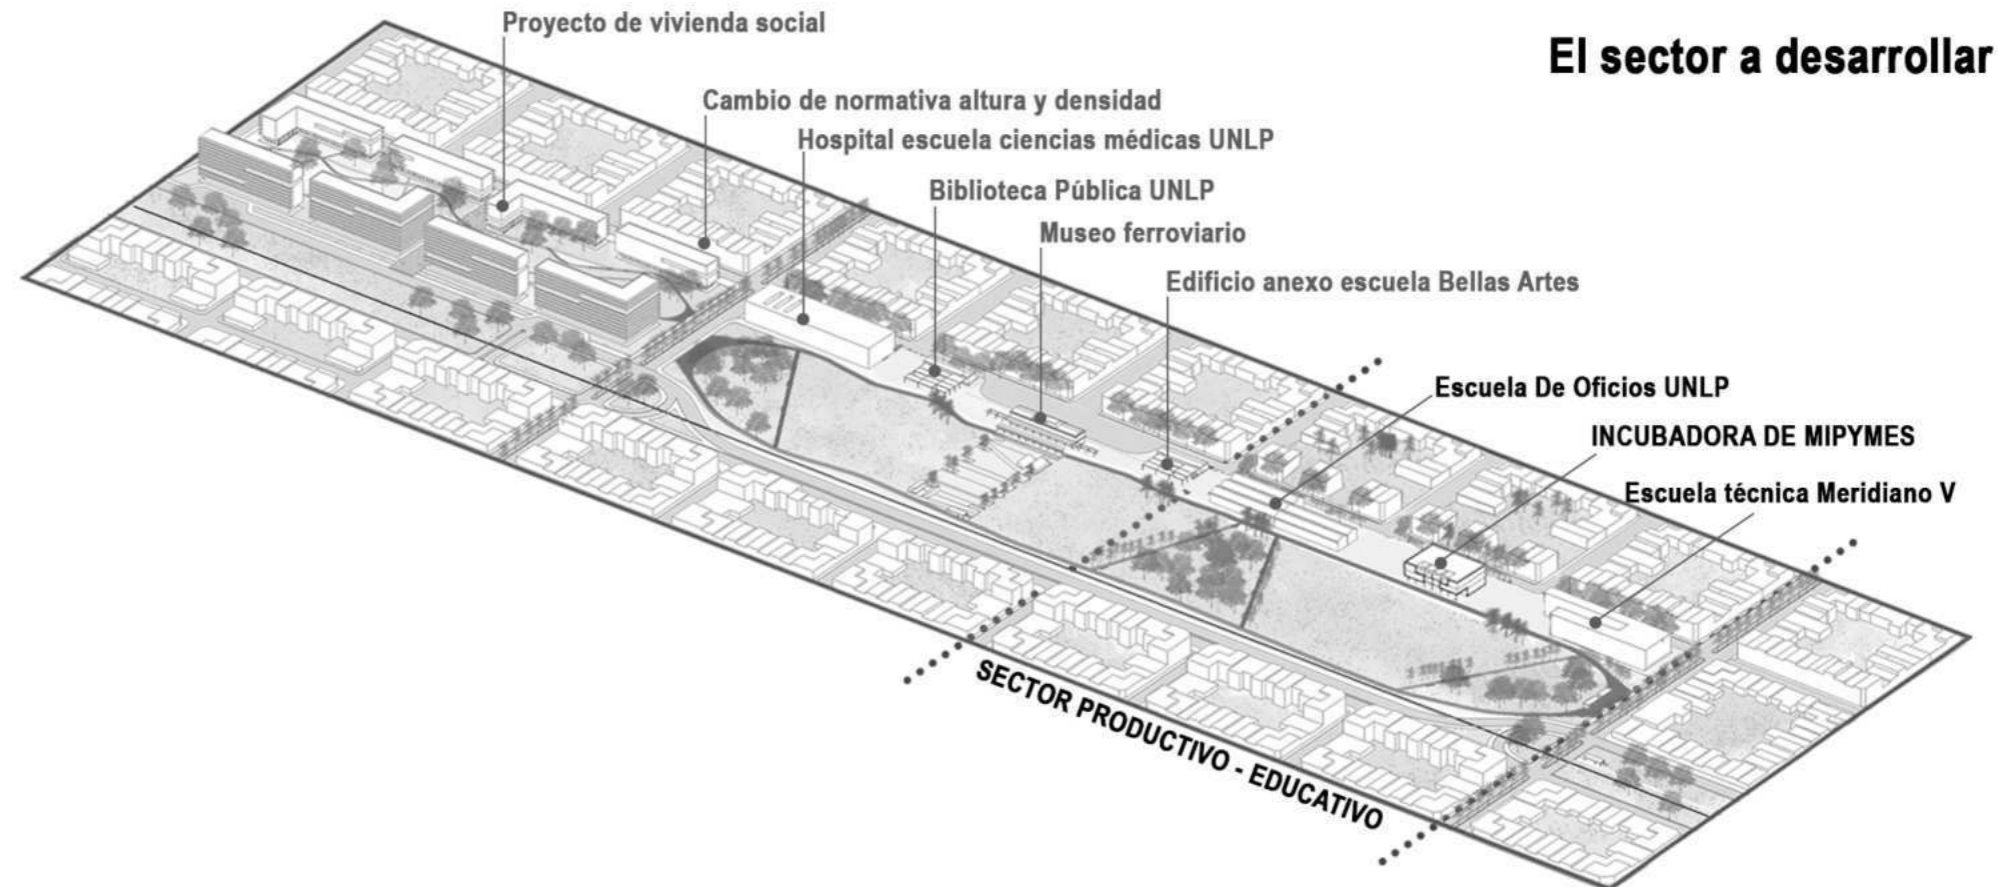 El sector a desarrollar
Proyecto de vivienda social
Cambio de normativa altura y densidad
Hospital escuela ciencias médicas UNLP
Biblioteca Pública UNLP
Museo ferroviario
Edificio anexo escuela Bellas Artes
Escuela De Oficios UNLP
INCUBADORA DE MIPYMES
Escuela técnica Meridiano V
SECTOR PRODUCTIVO - EDUCATIVO